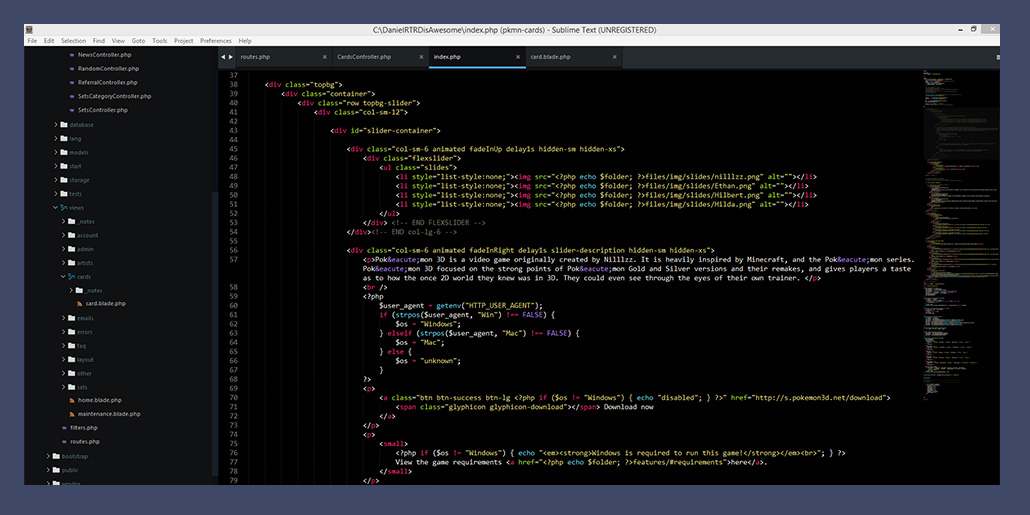 C:\DanielRTRDisAwesome\index.php (pkmn-cards) - Sublime Text (UNREGISTERED)
File Edit Selection Find View Goto Tools Project Preferences Help
NewsController.php
RandomController.php
ReferralController.php
SetsCategoryController.php
SetsController.php
database
lang
models
start
storage
tests
views
_notes
account
admin
artists
cards
_notes
card.blade.php
emails
errors
faq
layout
other
sets
home.blade.php
maintenance.blade.php
filters.php
routes.php
bootstrap
public
vendor
routes.php CardsController.php index.php card.blade.php
37
38 <div class="topbg">
39 <div class="container">
40 <div class="row topbg-slider">
41 <div class="col-sm-12">
42
43 <div id="slider-container">
44
45 <div class="col-sm-6 animated fadeInUp delay1s hidden-sm hidden-xs">
46 <div class="flexslider">
47 <ul class="slides">
48 <li style="list-style:none;"><img src="<?php echo $folder; ?>files/img/slides/nilllzz.png" alt=""></li>
49 <li style="list-style:none;"><img src="<?php echo $folder; ?>files/img/slides/Ethan.png" alt=""></li>
50 <li style="list-style:none;"><img src="<?php echo $folder; ?>files/img/slides/Hilbert.png" alt=""></li>
51 <li style="list-style:none;"><img src="<?php echo $folder; ?>files/img/slides/Hilda.png" alt=""></li>
52 </ul>
53 </div> <!-- END FLEXSLIDER -->
54 </div><!-- END col-lg-6 -->
55
56 <div class="col-sm-6 animated fadeInRight delay1s slider-description hidden-sm hidden-xs">
57 <p>Pok&eacute;mon 3D is a video game originally created by Nilllzz. It is heavily inspired by Minecraft, and the Pok&eacute;mon series.
Pok&eacute;mon 3D focused on the strong points of Pok&eacute;mon Gold and Silver versions and their remakes, and gives players a taste
as to how the once 2D world they knew was in 3D. They could even see through the eyes of their own trainer. </p>
58 <br />
59 <?php
60 $user_agent = getenv("HTTP_USER_AGENT");
61 if (strpos($user_agent, "Win") !== FALSE) {
62 $os = "Windows";
63 } elseif (strpos($user_agent, "Mac") !== FALSE) {
64 $os = "Mac";
65 } else {
66 $os = "unknown";
67 }
68 ?>
69 <p>
70 <a class="btn btn-success btn-lg <?php if ($os != "Windows") { echo "disabled"; } ?>" href="http://s.pokemon3d.net/download">
71 <span class="glyphicon glyphicon-download"></span> Download now
72 </a>
73 </p>
74 <p>
75 <small>
76 <?php if ($os != "Windows") { echo "<em><strong>Windows is required to run this game!</strong></em><br>"; } ?>
77 View the game requirements <a href="<?php echo $folder; ?>features/#requirements">here</a>.
78 </small>
79 </p>